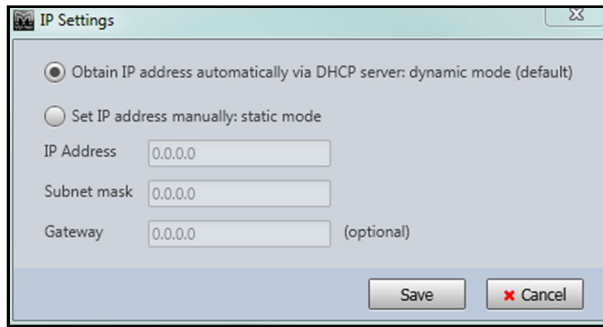 IP Settings
Obtain IP address automatically via DHCP server: dynamic mode (default)
Set IP address manually: static mode
IP Address 0.0.0.0
Subnet mask 0.0.0.0
Gateway 0.0.0.0 (optional)
Save Cancel